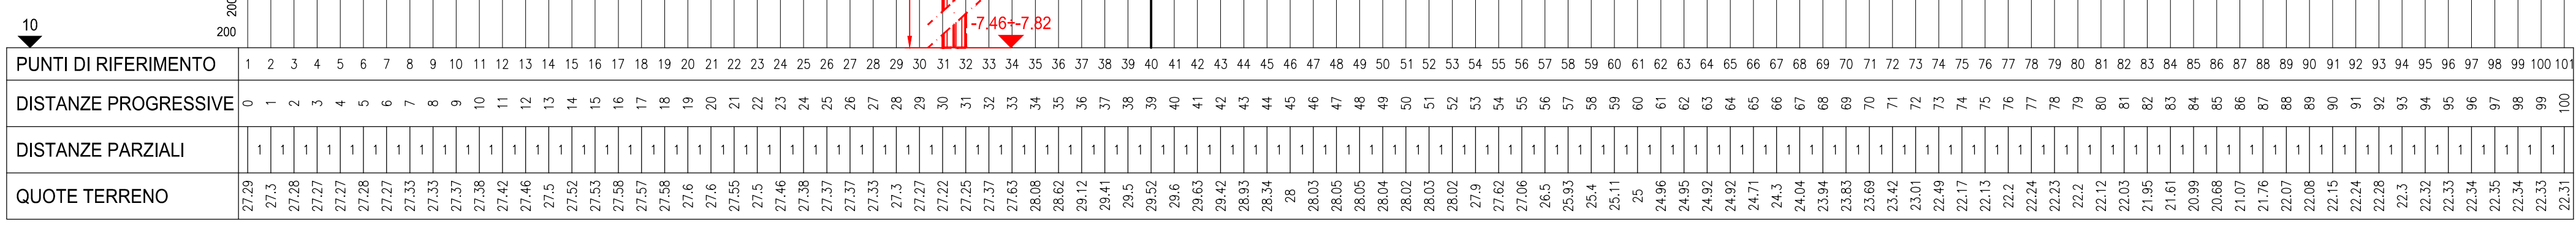 200
10
200
-7.46÷-7.82
PUNTI DI RIFERIMENTO 1 2 3 4 5 6 7 8 9 10 11 12 13 14 15 16 17 18 19 20 21 22 23 24 25 26 27 28 29 30 31 32 33 34 35 36 37 38 39 40 41 42 43 44 45 46 47 48 49 50 51 52 53 54 55 56 57 58 59 60 61 62 63 64 65 66 67 68 69 70 71 72 73 74 75 76 77 78 79 80 81 82 83 84 85 86 87 88 89 90 91 92 93 94 95 96 97 98 99 100 101
DISTANZE PROGRESSIVE 0 1 2 3 4 5 6 7 8 9 10 11 12 13 14 15 16 17 18 19 20 21 22 23 24 25 26 27 28 29 30 31 32 33 34 35 36 37 38 39 40 41 42 43 44 45 46 47 48 49 50 51 52 53 54 55 56 57 58 59 60 61 62 63 64 65 66 67 68 69 70 71 72 73 74 75 76 77 78 79 80 81 82 83 84 85 86 87 88 89 90 91 92 93 94 95 96 97 98 99 100
DISTANZE PARZIALI 1 1 1 1 1 1 1 1 1 1 1 1 1 1 1 1 1 1 1 1 1 1 1 1 1 1 1 1 1 1 1 1 1 1 1 1 1 1 1 1 1 1 1 1 1 1 1 1 1 1 1 1 1 1 1 1 1 1 1 1 1 1 1 1 1 1 1 1 1 1 1 1 1 1 1 1 1 1 1 1 1 1 1 1 1 1 1 1 1 1 1 1 1 1 1 1 1 1 1 1
QUOTE TERRENO 27.29 27.3 27.28 27.27 27.27 27.28 27.27 27.33 27.33 27.37 27.38 27.42 27.46 27.5 27.52 27.53 27.58 27.57 27.58 27.6 27.6 27.55 27.5 27.46 27.38 27.37 27.37 27.33 27.3 27.27 27.22 27.25 27.37 27.63 28.08 28.62 29.12 29.41 29.5 29.52 29.6 29.63 29.42 28.93 28.34 28 28.03 28.05 28.05 28.04 28.02 28.03 28.02 27.9 27.62 27.06 26.5 25.93 25.4 25.11 25 24.96 24.95 24.92 24.92 24.71 24.3 24.04 23.94 23.83 23.69 23.42 23.01 22.49 22.17 22.13 22.2 22.24 22.23 22.2 22.12 22.03 21.95 21.61 20.99 20.68 21.07 21.76 22.07 22.08 22.15 22.24 22.28 22.3 22.32 22.33 22.34 22.35 22.34 22.33 22.31